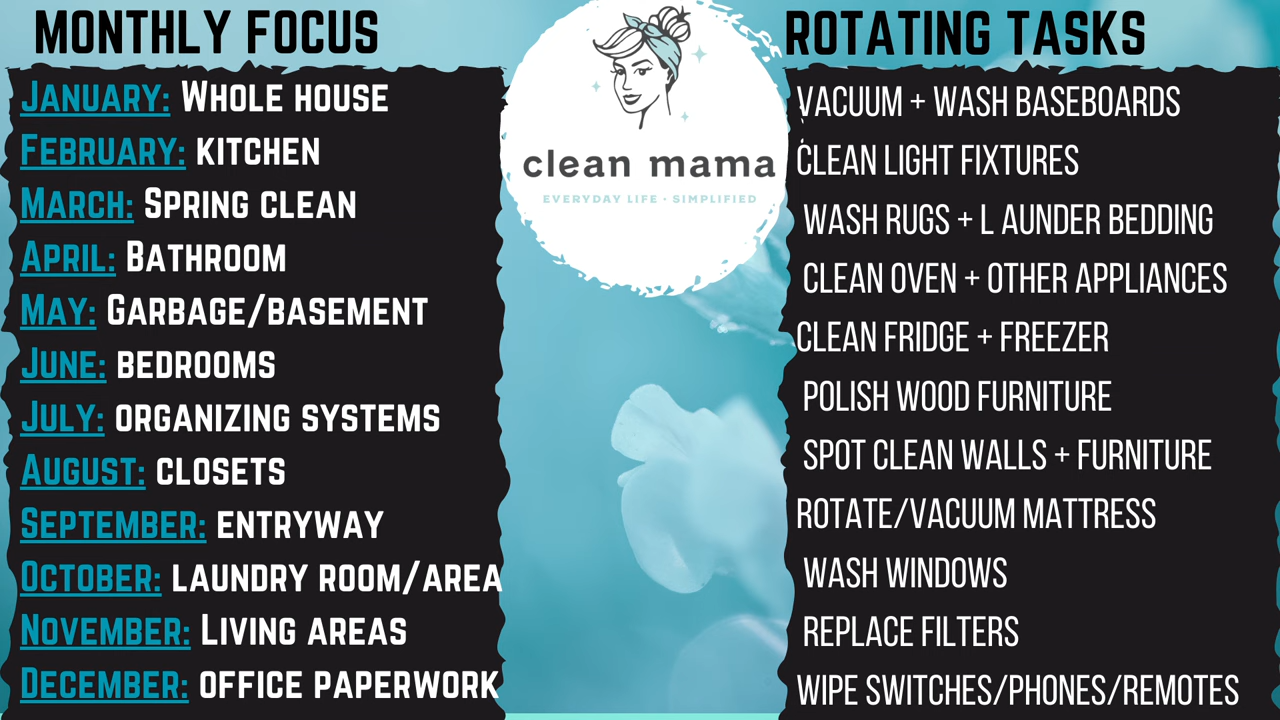 MONTHLY FOCUS
JANUARY: WHOLE HOUSE
FEBRUARY: KITCHEN
MARCH: SPRING CLEAN
APRIL: BATHROOM
MAY: GARBAGE/BASEMENT
JUNE: BEDROOMS
JULY: ORGANIZING SYSTEMS
AUGUST: CLOSETS
SEPTEMBER: ENTRYWAY
OCTOBER: LAUNDRY ROOM/AREA
NOVEMBER: LIVING AREAS
DECEMBER: OFFICE PAPERWORK
clean mama
EVERYDAY LIFE · SIMPLIFIED
ROTATING TASKS
VACUUM + WASH BASEBOARDS
CLEAN LIGHT FIXTURES
WASH RUGS + L AUNDER BEDDING
CLEAN OVEN + OTHER APPLIANCES
CLEAN FRIDGE + FREEZER
POLISH WOOD FURNITURE
SPOT CLEAN WALLS + FURNITURE
ROTATE/VACUUM MATTRESS
WASH WINDOWS
REPLACE FILTERS
WIPE SWITCHES/PHONES/REMOTES